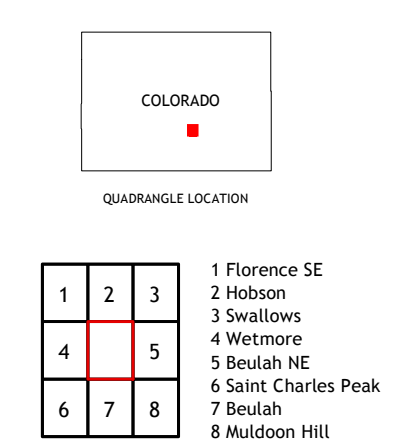 COLORADO
QUADRANGLE LOCATION
1 2 3
4 5
6 7 8
1 Florence SE
2 Hobson
3 Swallows
4 Wetmore
5 Beulah NE
6 Saint Charles Peak
7 Beulah
8 Muldoon Hill